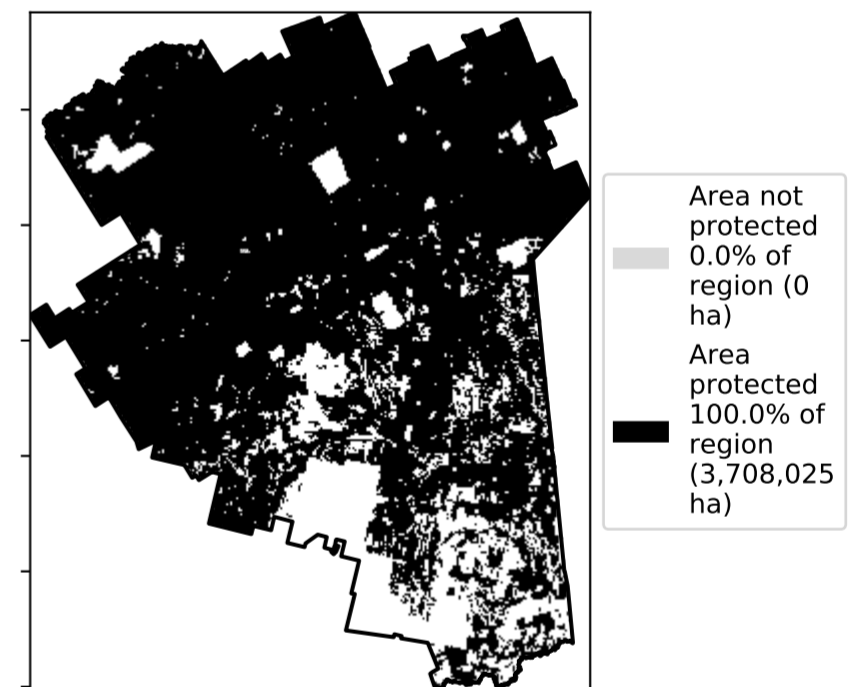 Area not
protected
0.0% of
region (0
ha)
Area
protected
100.0% of
region
(3,708,025
ha)